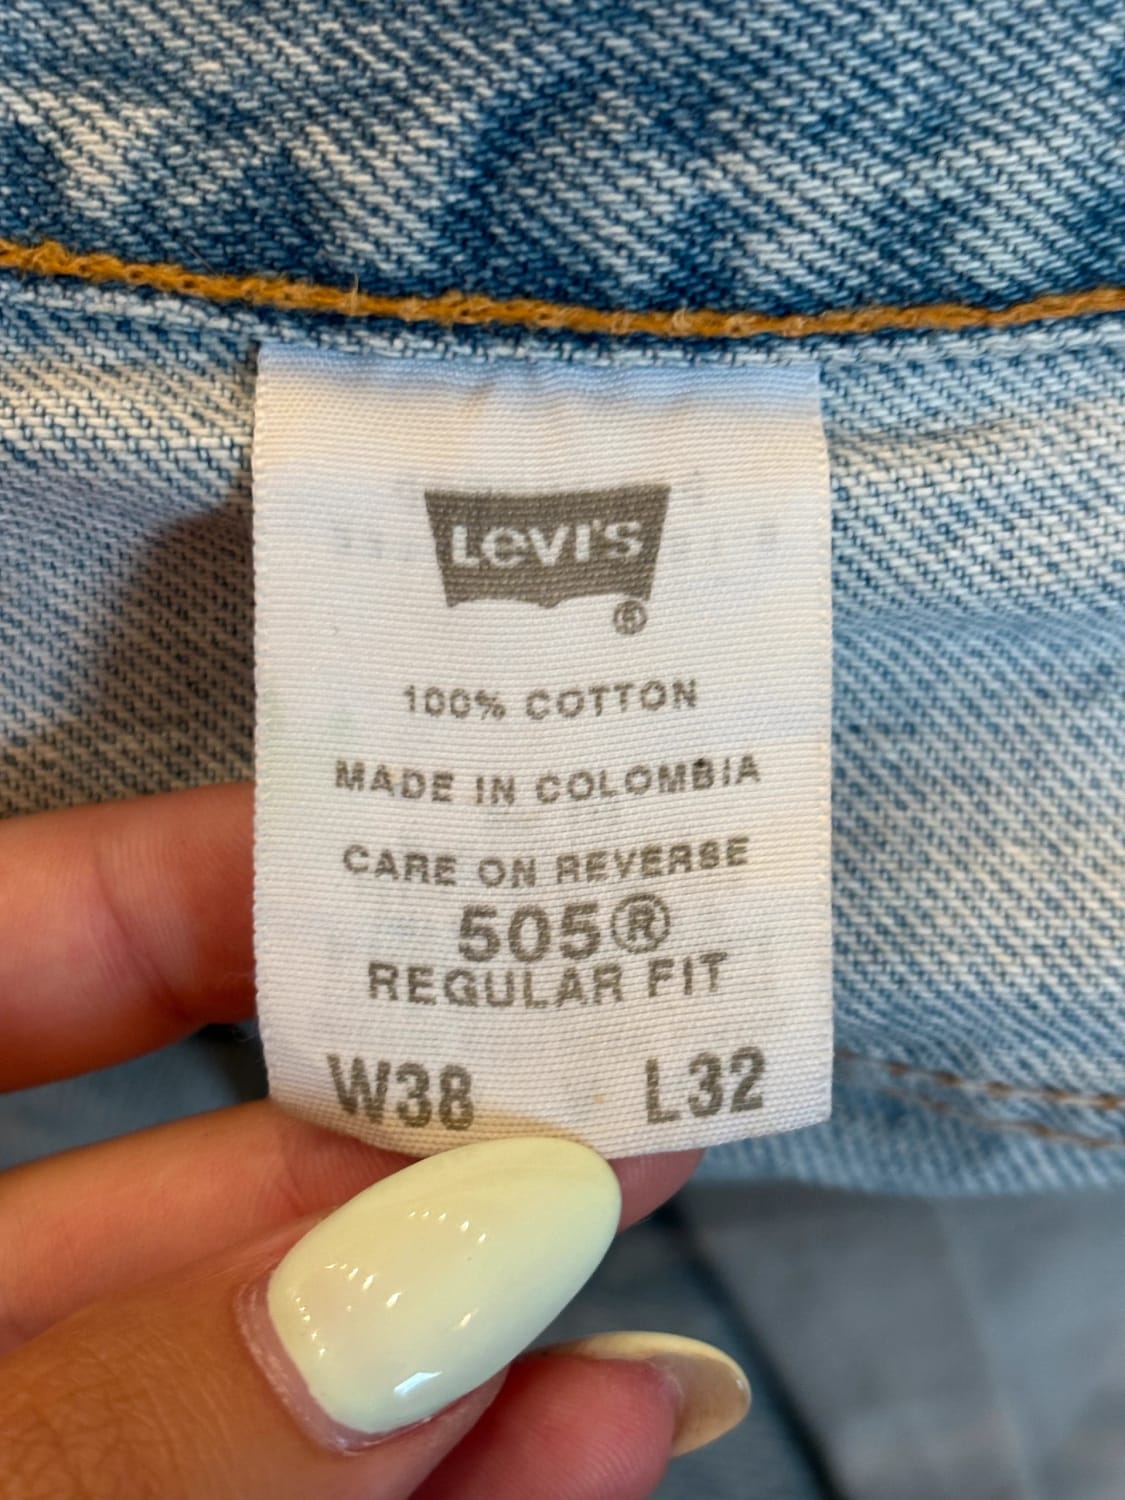 Levi's
®
100% COTTON
MADE IN COLOMBIA
CARE ON REVERSE
505®
REGULAR FIT
W38 L32